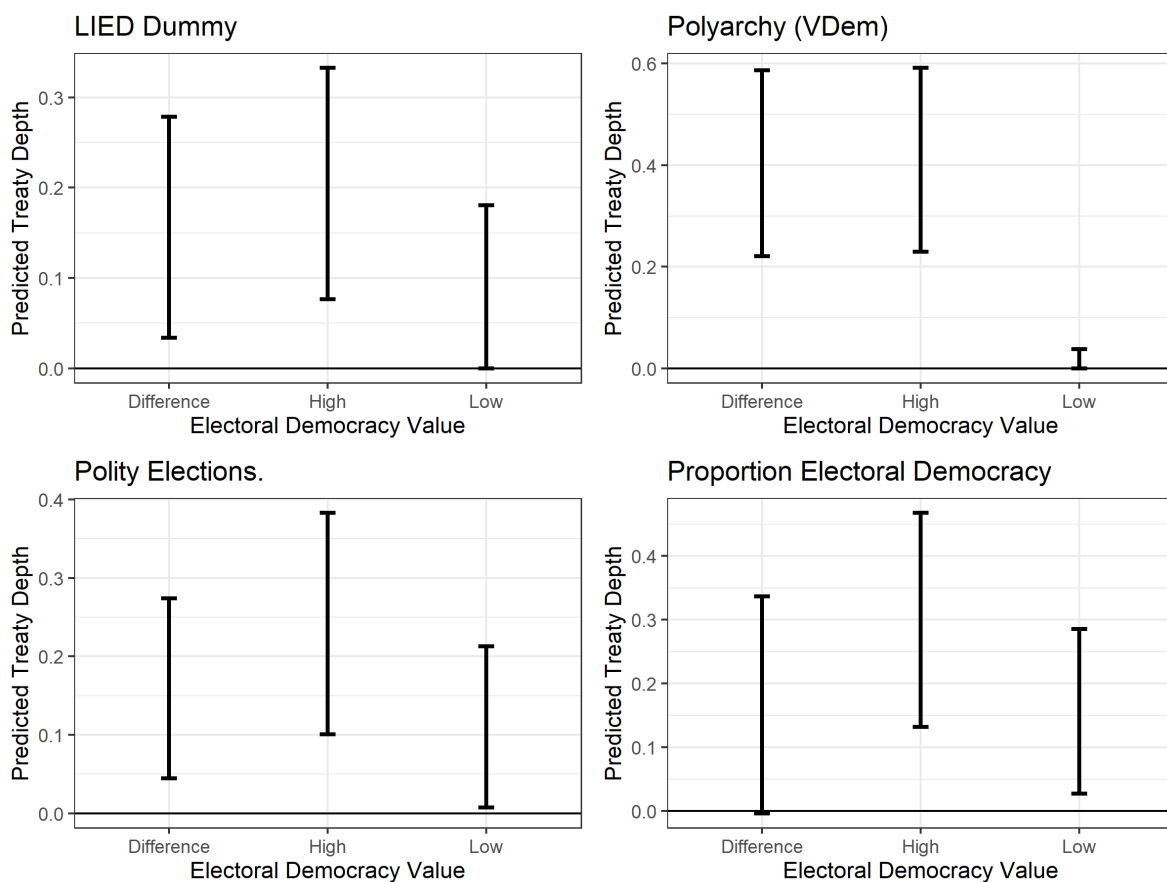 LIED Dummy
Predicted Treaty Depth
0.3
0.2
0.1
0.0
Difference High Low
Electoral Democracy Value
Polyarchy (VDem)
Predicted Treaty Depth
0.6
0.4
0.2
0.0
Difference High Low
Electoral Democracy Value
Polity Elections.
Predicted Treaty Depth
0.4
0.3
0.2
0.1
0.0
Difference High Low
Electoral Democracy Value
Proportion Electoral Democracy
Predicted Treaty Depth
0.4
0.3
0.2
0.1
0.0
Difference High Low
Electoral Democracy Value